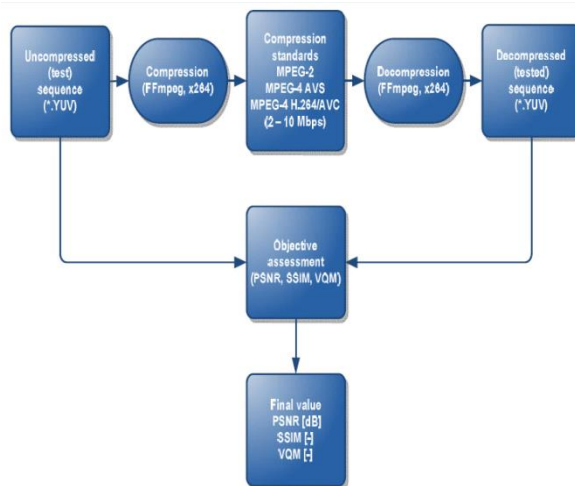 Uncompressed
(test)
sequence
(*.YUV)
Compression
(FFmpeg, x264)
Compression
standards
MPEG-2
MPEG-4 AVS
MPEG-4 H.264/AVC
(2 – 10 Mbps)
Decompression
(FFmpeg, x264)
Decompressed
(tested)
sequence
(*.YUV)
Objective
assessment
(PSNR, SSIM, VQM)
Final value
PSNR [dB]
SSIM [-]
VQM [-]